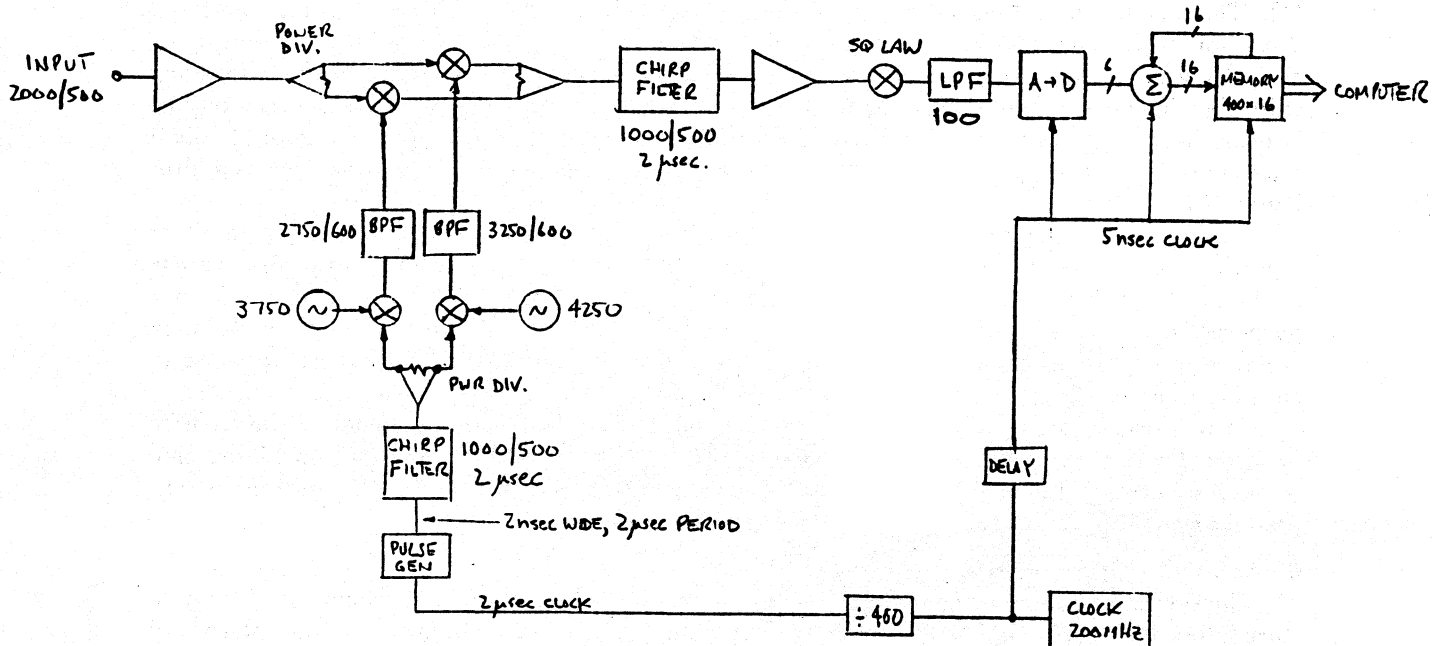 INPUT
2000/500
POWER
DIV.
CHIRP
FILTER
1000/500
2 µsec.
SQ LAW
LPF
100
A→D
6
Σ
16
16
MEMORY
400×16
COMPUTER
5nsec CLOCK
2750/600
BPF
BPF
3250/600
3750
~
~
4250
PWR DIV.
CHIRP
FILTER
1000/500
2 µsec
2nsec WIDE, 2µsec PERIOD
PULSE
GEN
2µsec CLOCK
÷400
DELAY
CLOCK
200MHZ